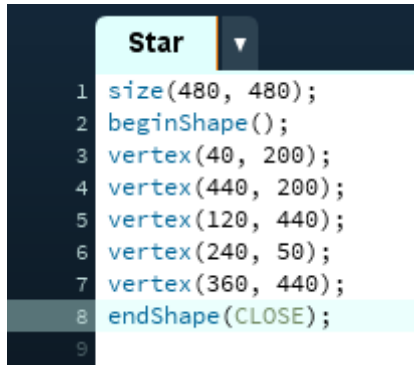 Star ▼
1 size(480, 480);
2 beginShape();
3 vertex(40, 200);
4 vertex(440, 200);
5 vertex(120, 440);
6 vertex(240, 50);
7 vertex(360, 440);
8 endShape(CLOSE);
9